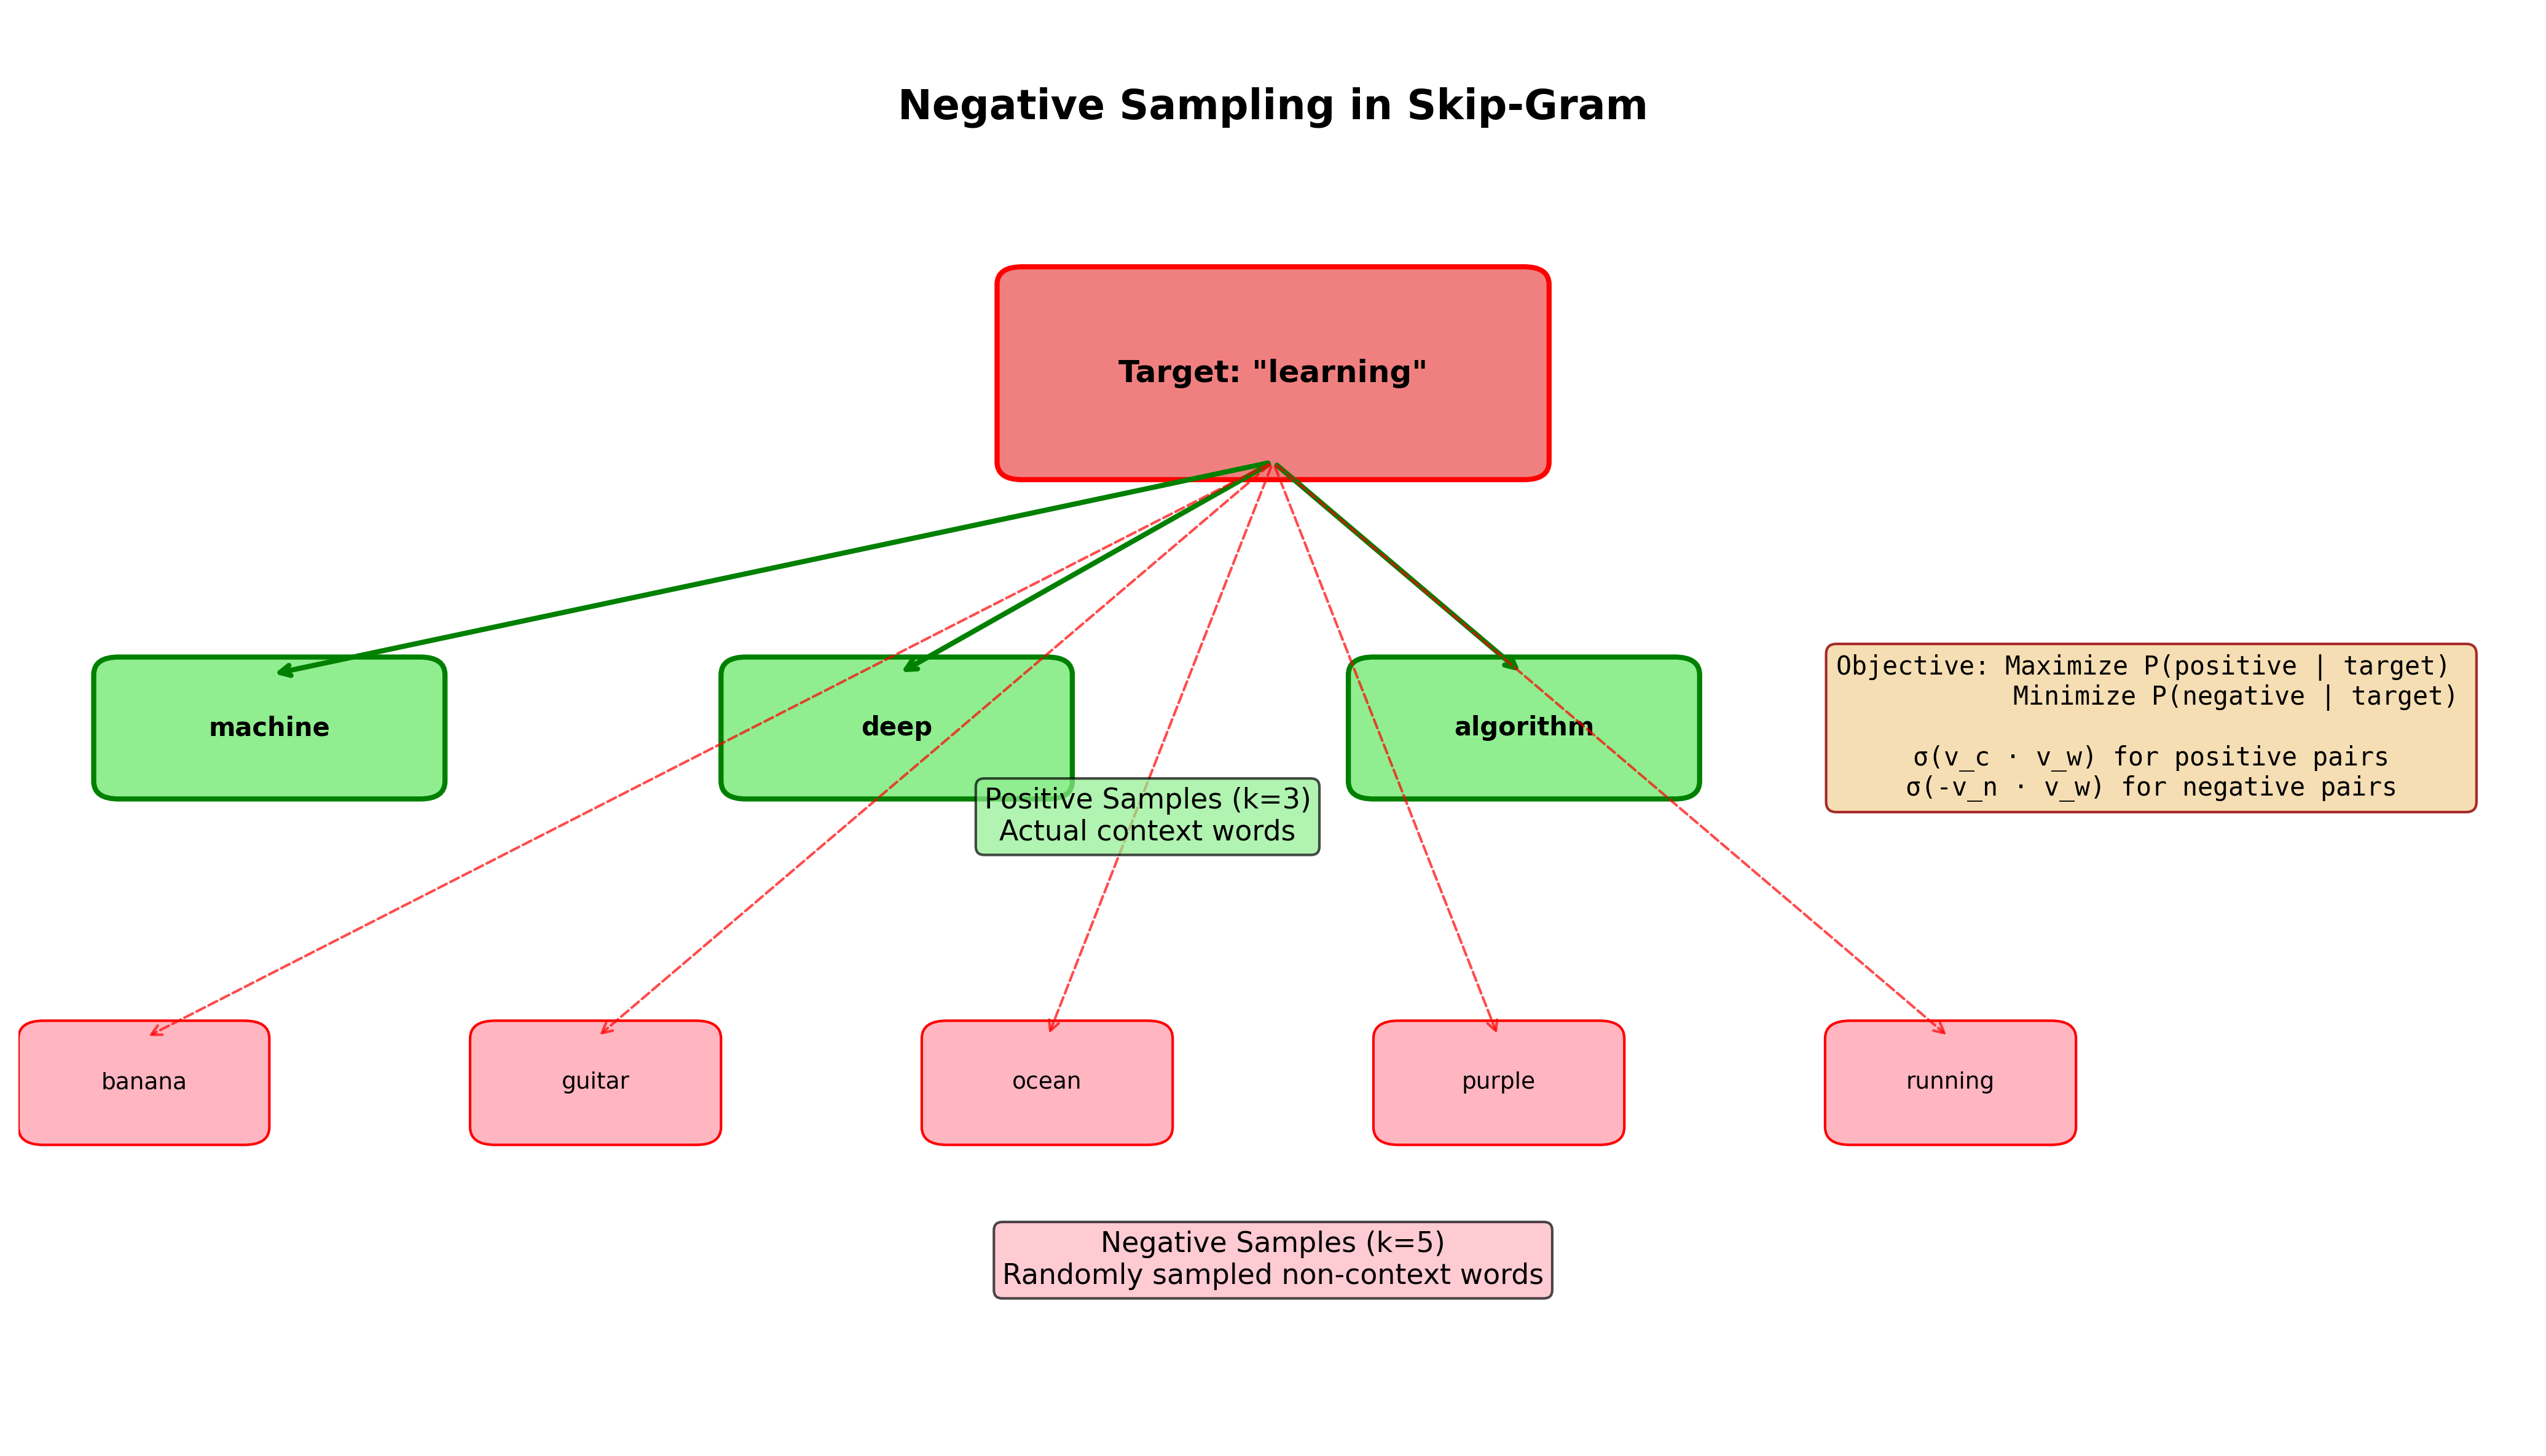 Negative Sampling in Skip-Gram
Target: "learning"
machine
deep
algorithm
Objective: Maximize P(positive | target)
Minimize P(negative | target)
σ(v_c · v_w) for positive pairs
σ(-v_n · v_w) for negative pairs
Positive Samples (k=3)
Actual context words
banana
guitar
ocean
purple
running
Negative Samples (k=5)
Randomly sampled non-context words